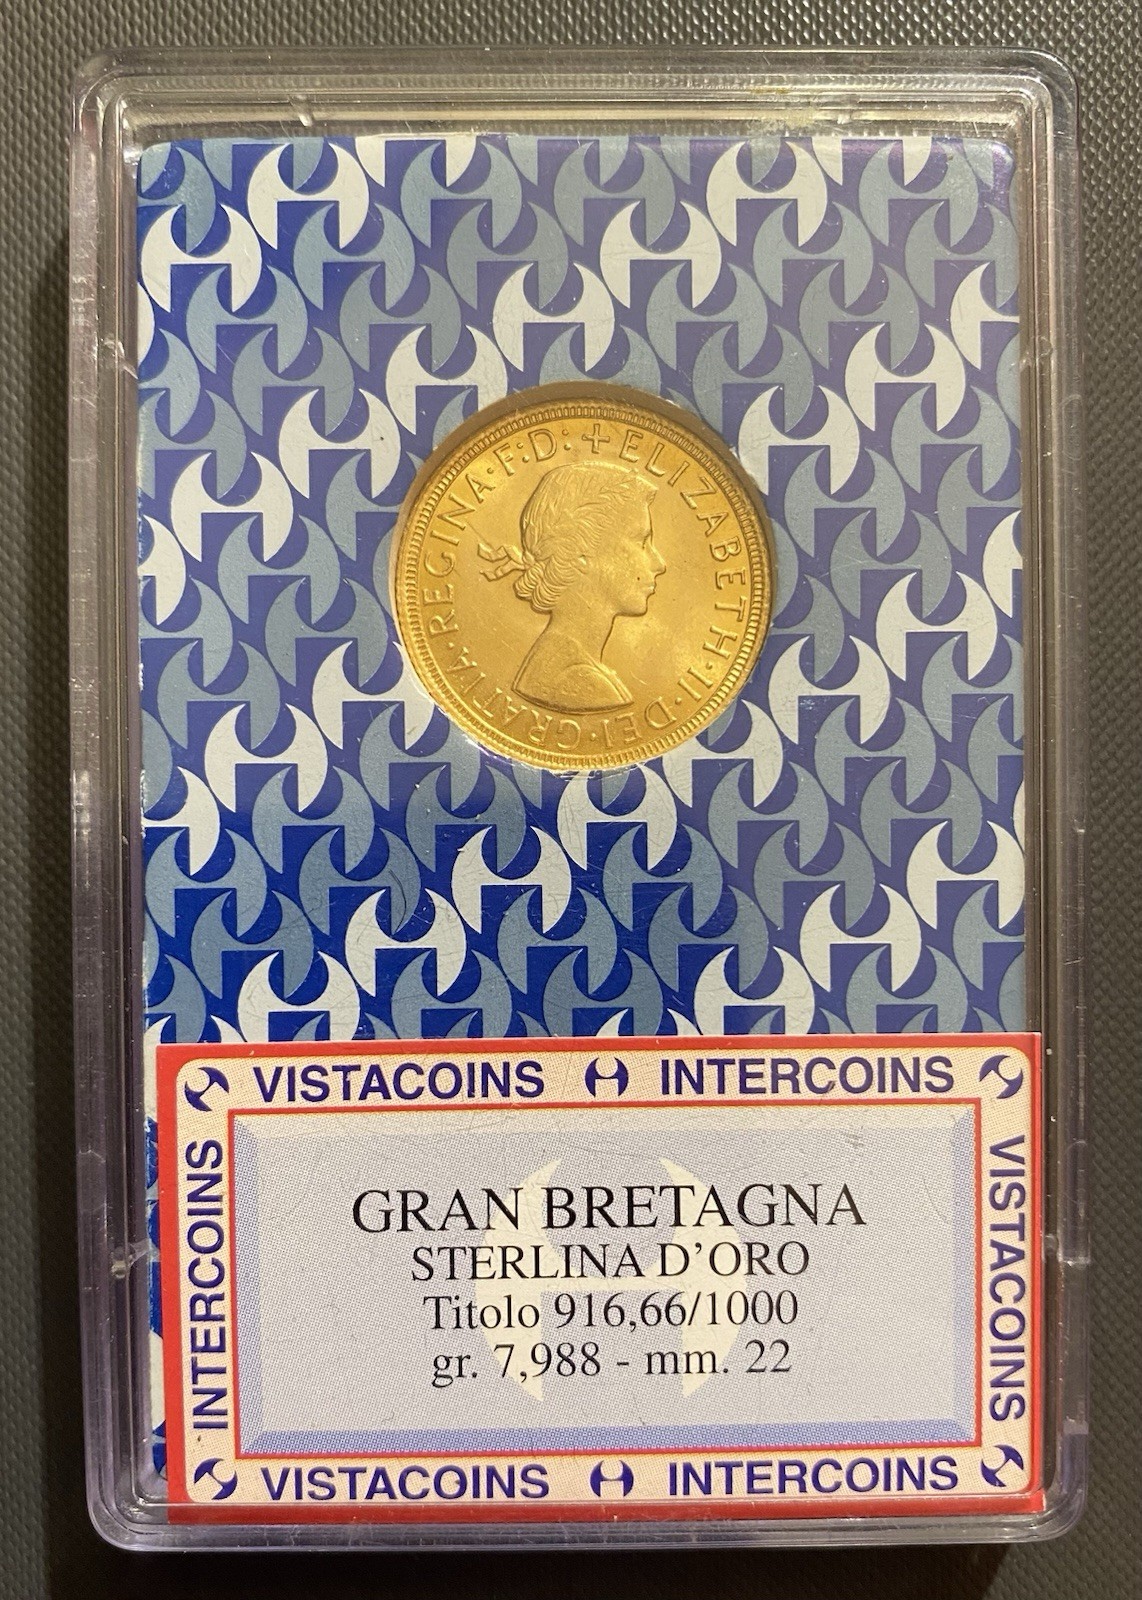 + ELIZABETH·II·DEI·GRATIA·REGINA·F:D:
VISTACOINS INTERCOINS
INTERCOINS
VISTACOINS
GRAN BRETAGNA
STERLINA D'ORO
Titolo 916,66/1000
gr. 7,988 - mm. 22
VISTACOINS INTERCOINS